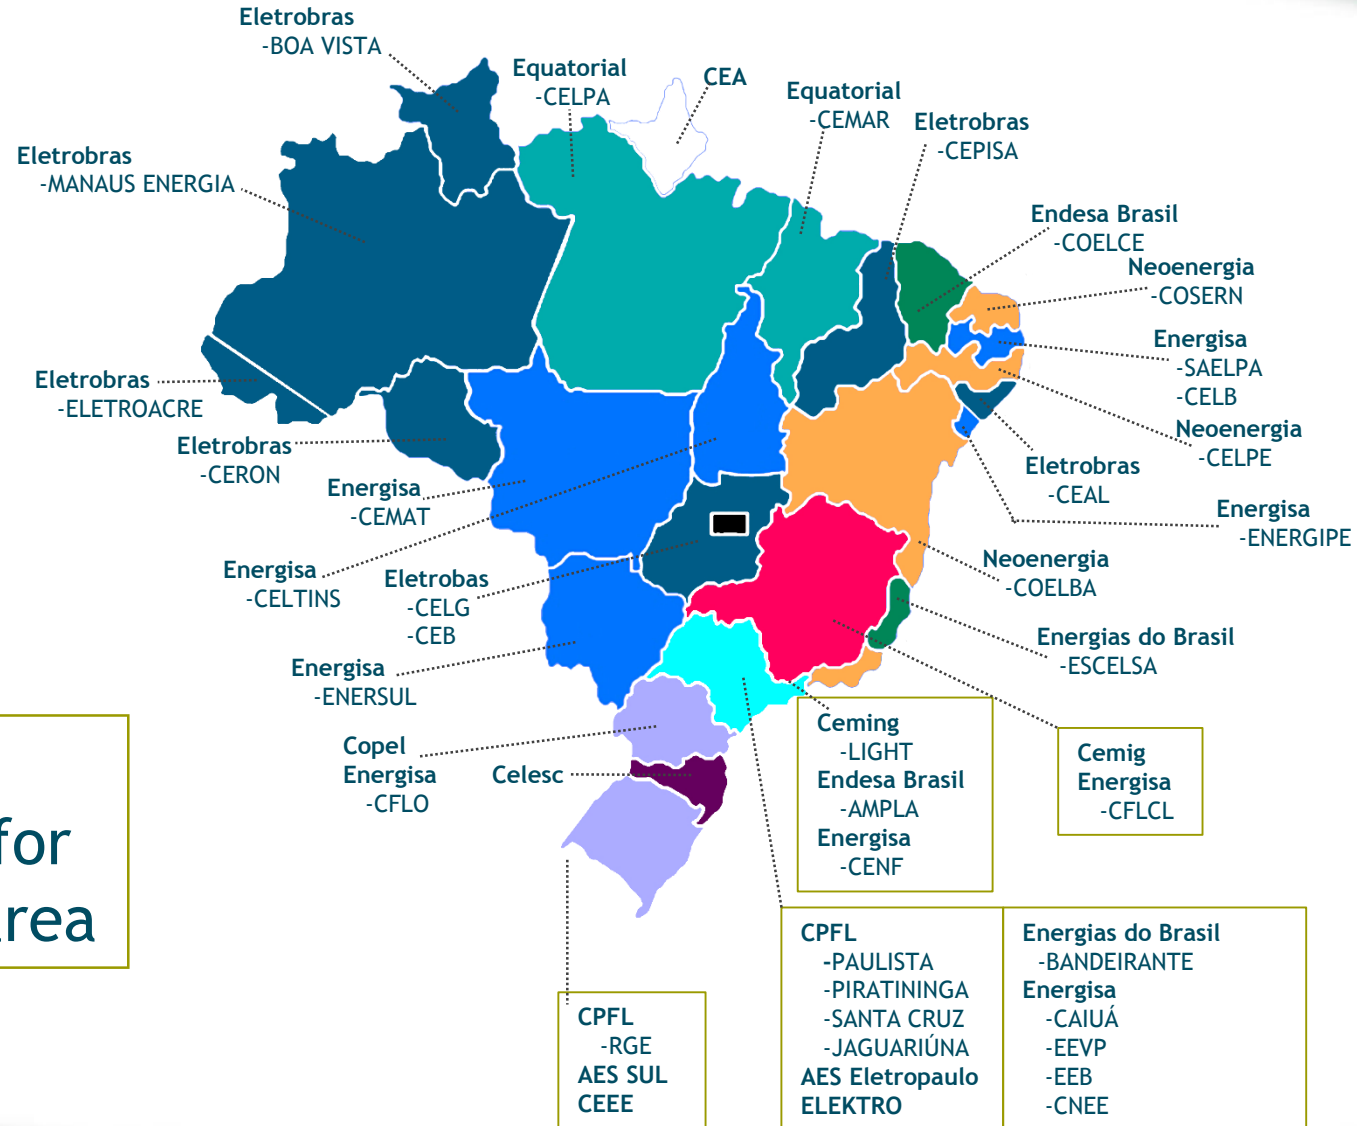 Eletrobras
-BOA VISTA
Equatorial
-CELPA
CEA
Equatorial
-CEMAR
Eletrobras
-CEPISA
Eletrobras
-MANAUS ENERGIA
Endesa Brasil
-COELCE
Neoenergia
-COSERN
Energisa
-SAELPA
-CELB
Eletrobras
-ELETROACRE
Neoenergia
-CELPE
Eletrobras
-CERON
Eletrobras
-CEAL
Energisa
-CEMAT
Energisa
-ENERGIPE
Energisa
-CELTINS
Eletrobas
-CELG
-CEB
Neoenergia
-COELBA
Energias do Brasil
-ESCELSA
Energisa
-ENERSUL
Copel
Energisa
-CFLO
Celesc
Ceming
-LIGHT
Endesa Brasil
-AMPLA
Energisa
-CENF
Cemig
Energisa
-CFLCL
for
area
CPFL
-PAULISTA
-PIRATININGA
-SANTA CRUZ
-JAGUARIÚNA
AES Eletropaulo
ELEKTRO
Energias do Brasil
-BANDEIRANTE
Energisa
-CAIUÁ
-EEVP
-EEB
-CNEE
CPFL
-RGE
AES SUL
CEEE